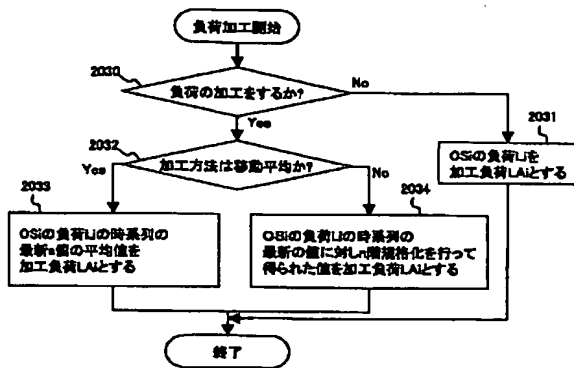 負荷加工開始
2030
負荷の加工をするか?
No
Yes
2031
OSiの負荷Liを
加工負荷LAiとする
2032
加工方法は移動平均か?
Yes
No
2033
OSiの負荷Liの時系列の
最新s個の平均値を
加工負荷LAiとする
2034
OSiの負荷Liの時系列の
最新の値に対しn階規格化を行って
得られた値を加工負荷LAiとする
終了